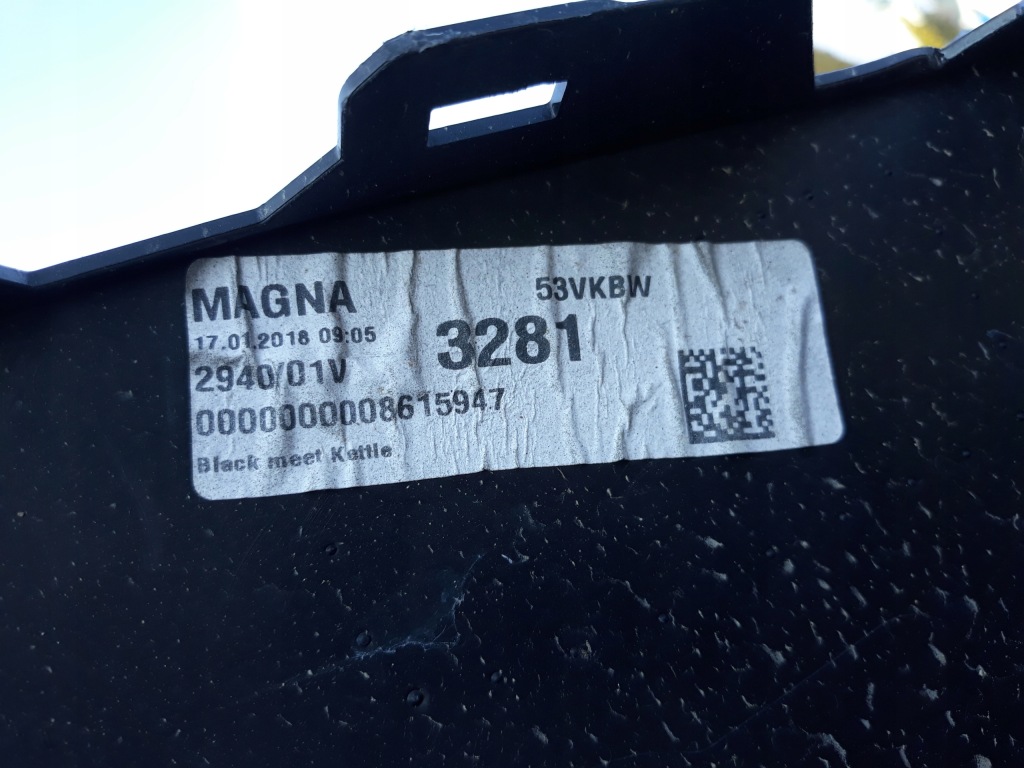 MAGNA
53VKBW
17.01.2018 09:05
3281
2940/01V
0000000008615947
Black meet Kettle